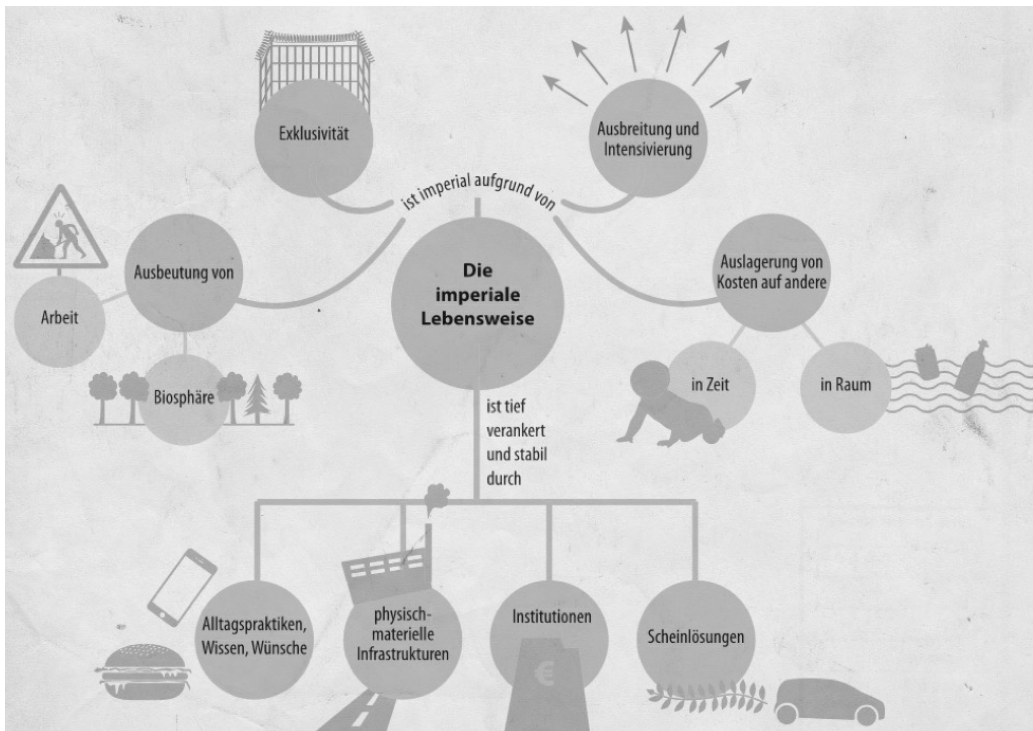 Exklusivität
Ausbreitung und
Intensivierung
ist imperial aufgrund von
Ausbeutung von
Arbeit
Biosphäre
Die
imperiale
Lebensweise
Auslagerung von
Kosten auf andere
in Zeit
in Raum
ist tief
verankert
und stabil
durch
Alltagspraktiken,
Wissen, Wünsche
physisch-
materielle
Infrastrukturen
Institutionen
€
Scheinlösungen